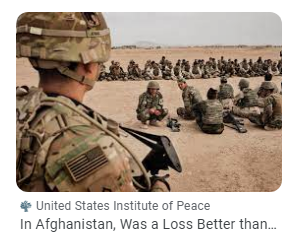 United States Institute of Peace
In Afghanistan, Was a Loss Better than...